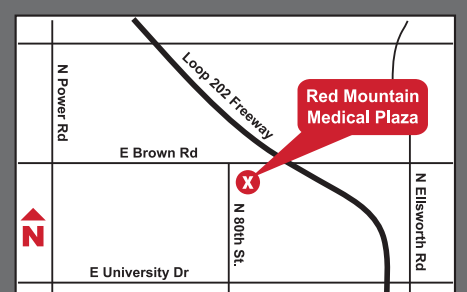 N Power Rd
Loop 202 Freeway
Red Mountain
Medical Plaza
E Brown Rd
X
N 80th St.
N Ellsworth Rd
N
E University Dr